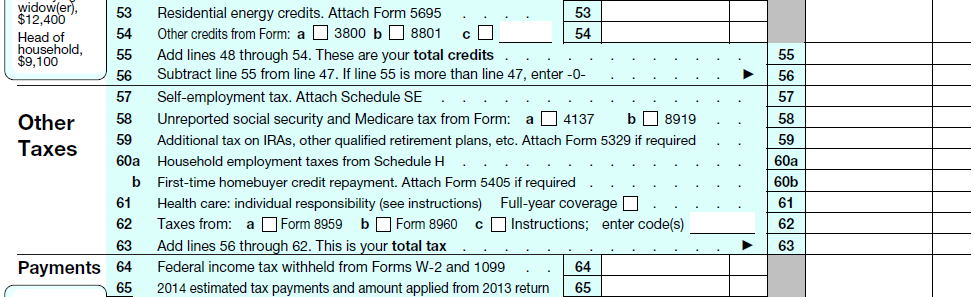 widow(er),
$12,400
Head of
household,
$9,100
53 Residential energy credits. Attach Form 5695 . . . . 53
54 Other credits from Form: a 3800 b 8801 c 54
55 Add lines 48 through 54. These are your total credits . . . . . . . . . . . . 55
56 Subtract line 55 from line 47. If line 55 is more than line 47, enter -0- . . . . . . ▶ 56
Other
Taxes
57 Self-employment tax. Attach Schedule SE . . . . . . . . . . . . . . . 57
58 Unreported social security and Medicare tax from Form: a 4137 b 8919 . . 58
59 Additional tax on IRAs, other qualified retirement plans, etc. Attach Form 5329 if required . . 59
60a Household employment taxes from Schedule H . . . . . . . . . . . . . . 60a
b First-time homebuyer credit repayment. Attach Form 5405 if required . . . . . . . . 60b
61 Health care: individual responsibility (see instructions) Full-year coverage . . . . . 61
62 Taxes from: a Form 8959 b Form 8960 c Instructions; enter code(s) 62
63 Add lines 56 through 62. This is your total tax . . . . . . . . . . . . . ▶ 63
Payments
64 Federal income tax withheld from Forms W-2 and 1099 . . 64
65 2014 estimated tax payments and amount applied from 2013 return 65